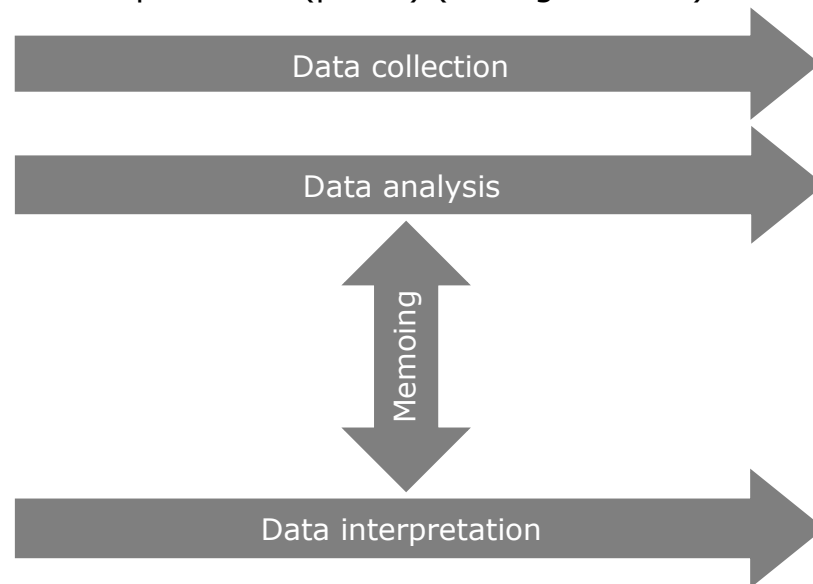 Data collection
Data analysis
Memoing
Data interpretation